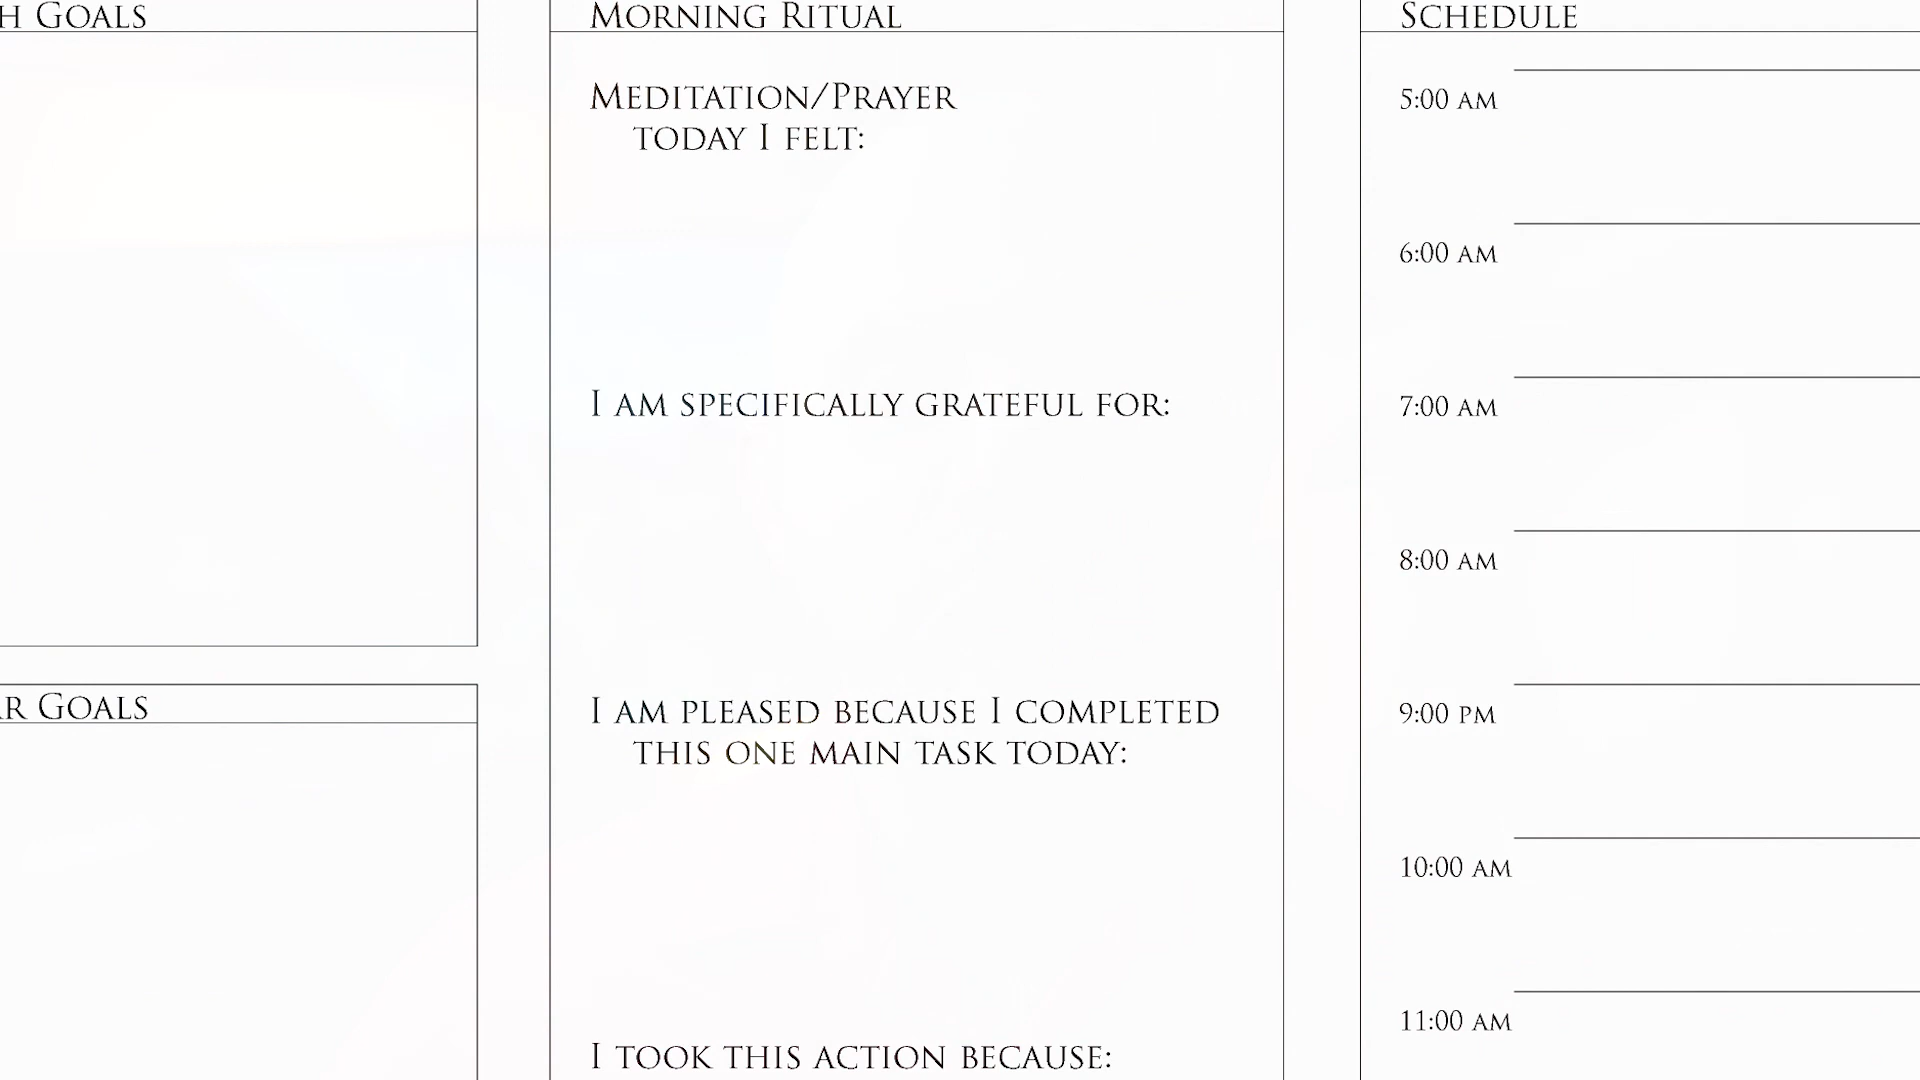 H GOALS
R GOALS
MORNING RITUAL
MEDITATION/PRAYER
TODAY I FELT:
I AM SPECIFICALLY GRATEFUL FOR:
I AM PLEASED BECAUSE I COMPLETED
THIS ONE MAIN TASK TODAY:
I TOOK THIS ACTION BECAUSE:
SCHEDULE
5:00 AM
6:00 AM
7:00 AM
8:00 AM
9:00 PM
10:00 AM
11:00 AM